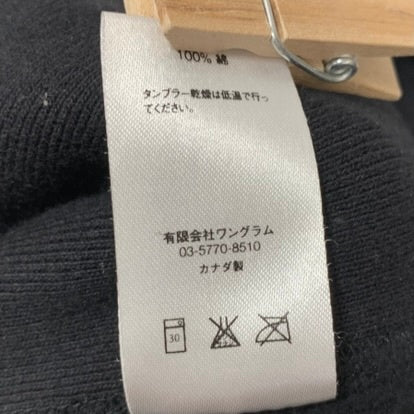 100% 綿
タンブラー乾燥は低温で行っ
てください。
有限会社ワングラム
03-5770-8510
カナダ製
30